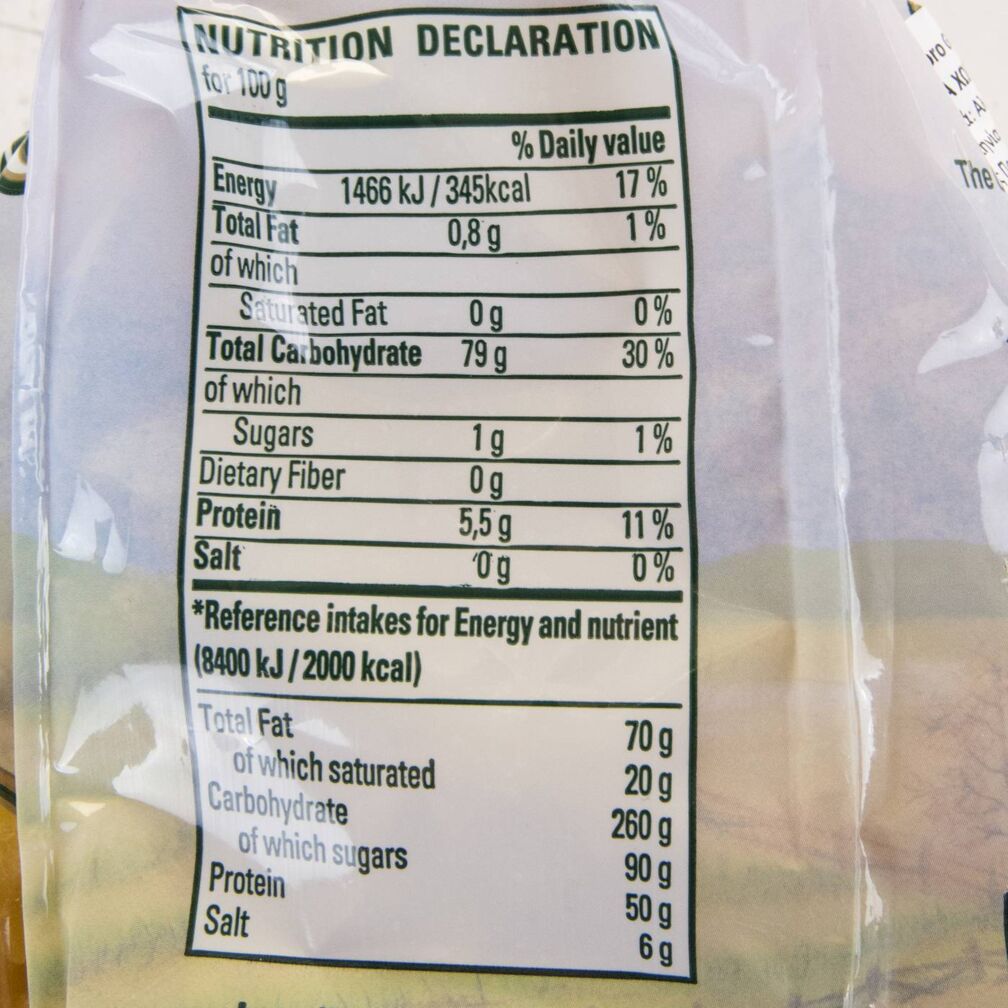 NUTRITION DECLARATION
for 100 g
% Daily value
Energy 1466 kJ / 345kcal 17 %
Total Fat 0,8 g 1 %
of which
Saturated Fat 0 g 0 %
Total Carbohydrate 79 g 30 %
of which
Sugars 1 g 1 %
Dietary Fiber 0 g
Protein 5,5 g 11 %
Salt 0 g 0 %
*Reference intakes for Energy and nutrient
(8400 kJ / 2000 kcal)
Total Fat 70 g
of which saturated 20 g
Carbohydrate 260 g
of which sugars 90 g
Protein 50 g
Salt 6 g
The